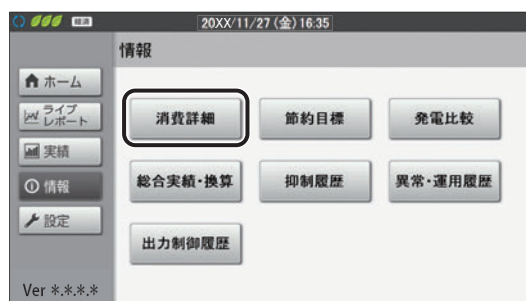 経済 20XX/11/27(金)16:35
情報
ホーム
ライブ
レポート
実績
情報
設定
消費詳細 節約目標 発電比較
総合実績・換算 抑制履歴 異常・運用履歴
出力制御履歴
Ver *.*.*.*